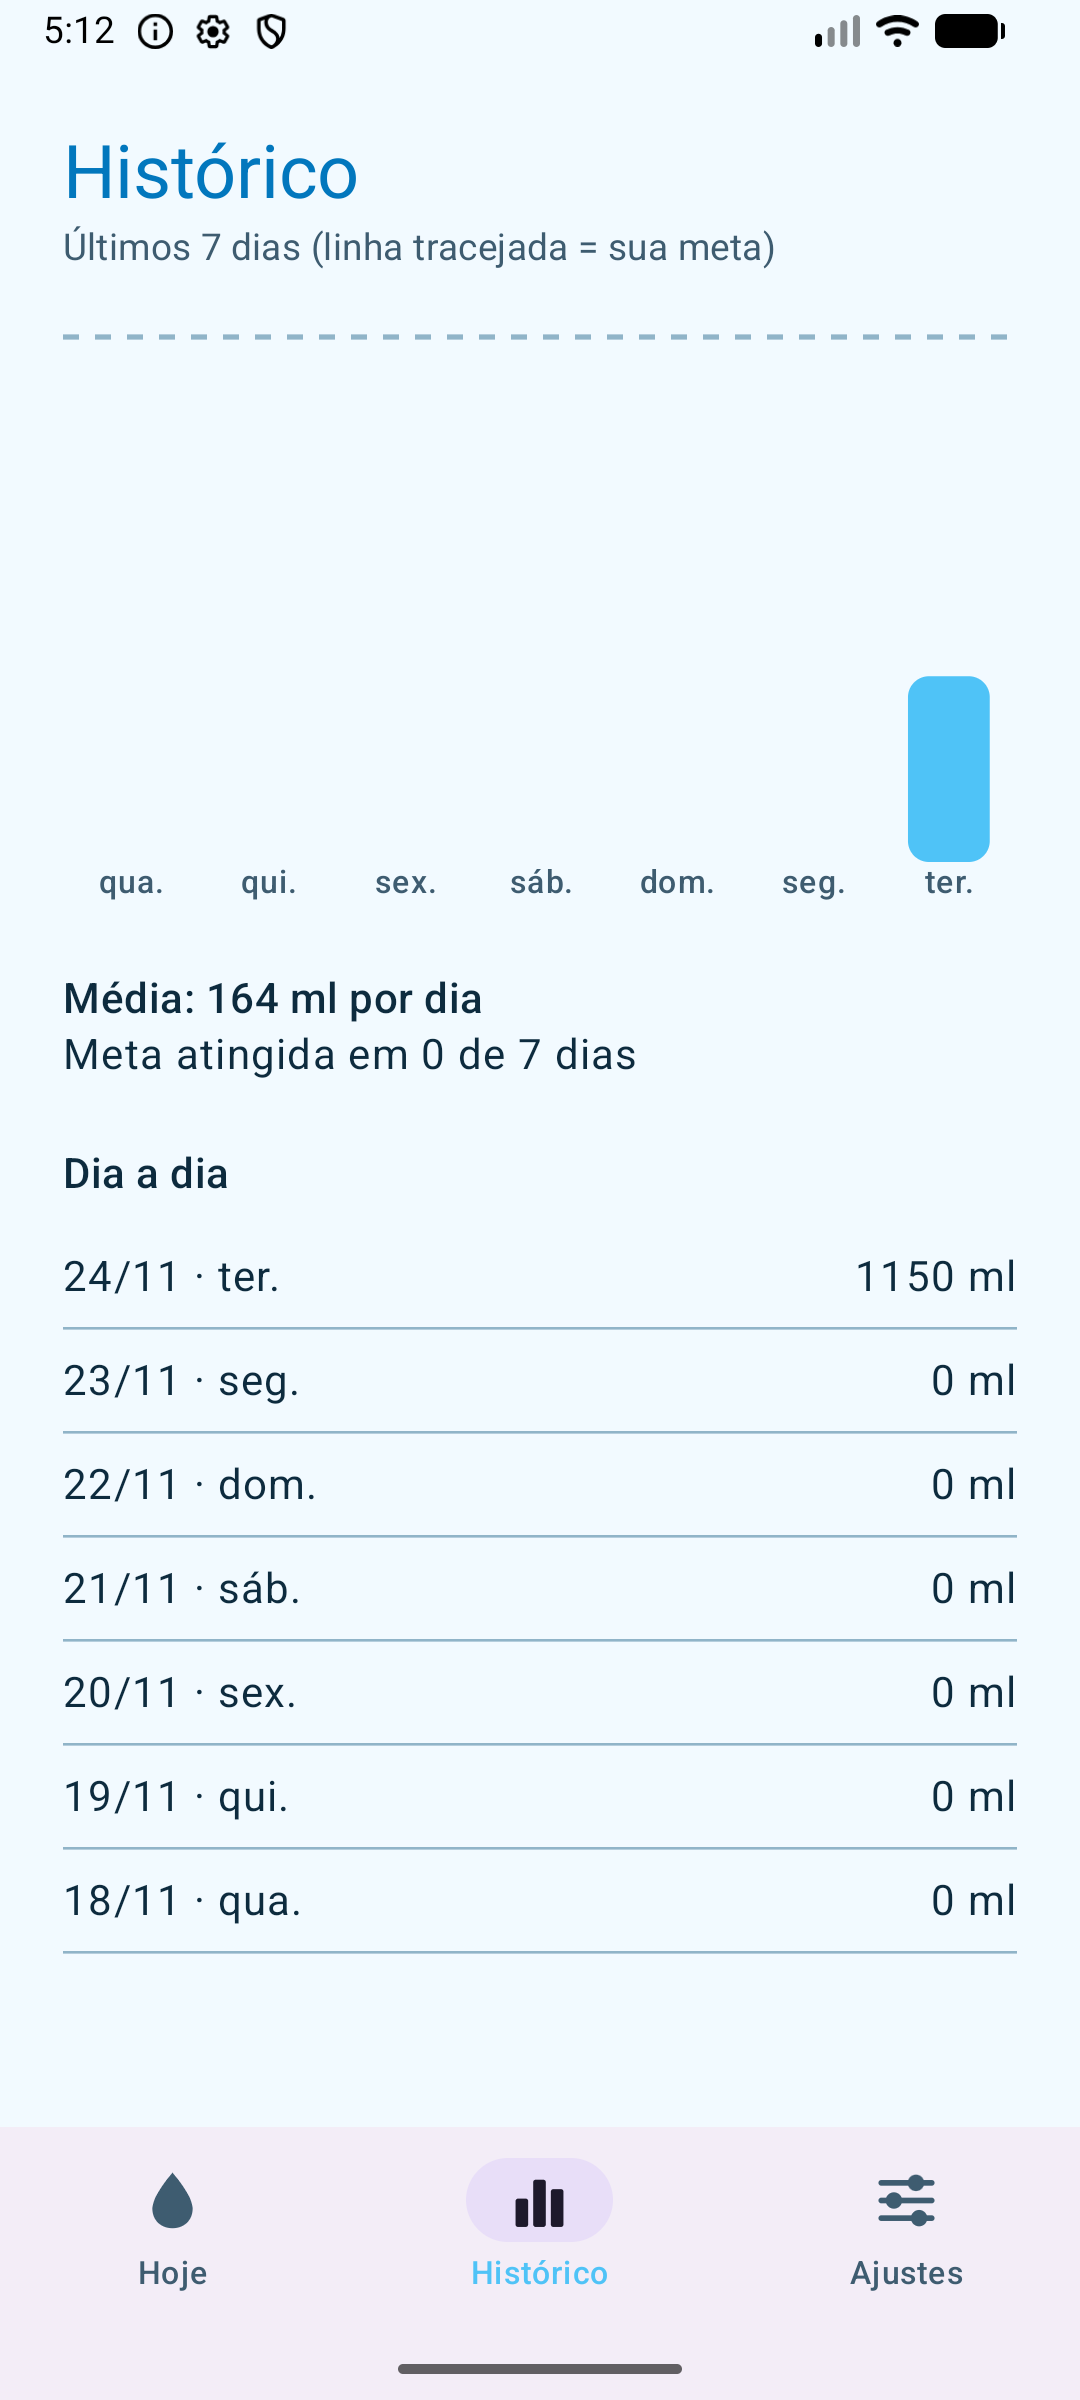 5:12
Histórico
Últimos 7 dias (linha tracejada = sua meta)
qua. qui. sex. sáb. dom. seg. ter.
Média: 164 ml por dia
Meta atingida em 0 de 7 dias
Dia a dia
24/11 · ter. 1150 ml
23/11 · seg. 0 ml
22/11 · dom. 0 ml
21/11 · sáb. 0 ml
20/11 · sex. 0 ml
19/11 · qui. 0 ml
18/11 · qua. 0 ml
Hoje Histórico Ajustes